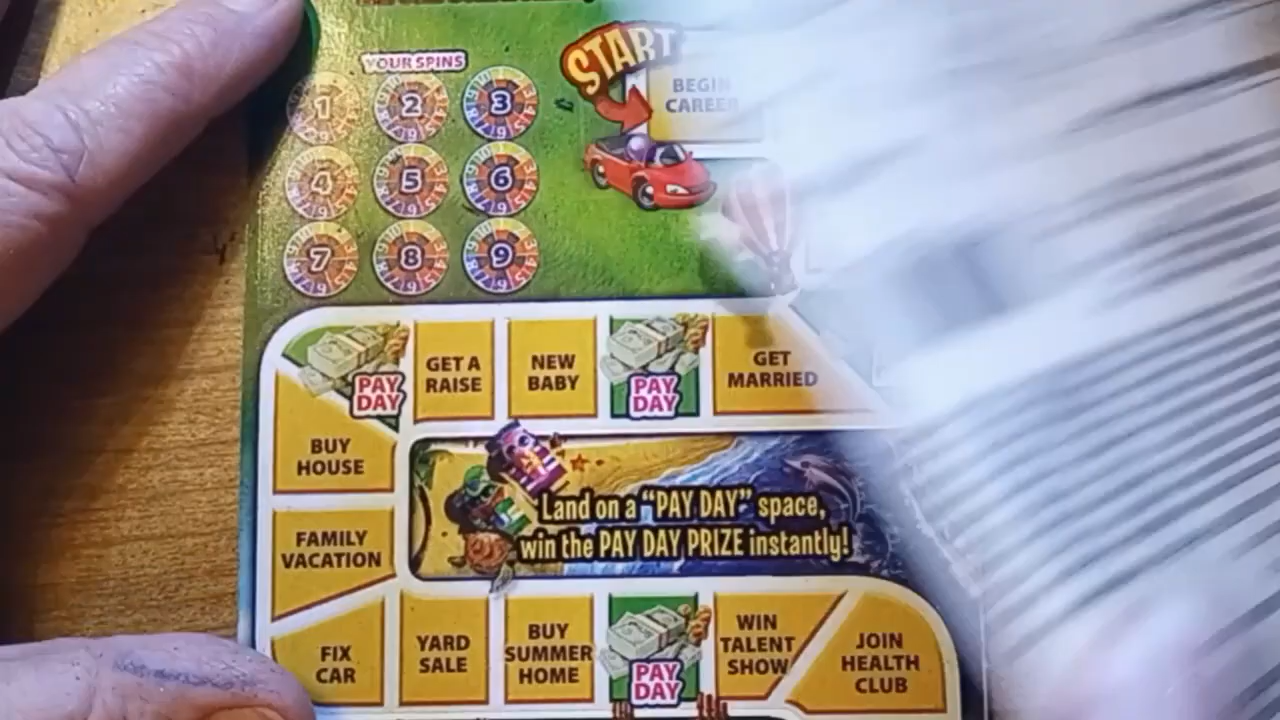 YOUR SPINS
START
BEGIN
CAREER
1
2
3
4
5
6
7
8
9
PAY
DAY
GET A
RAISE
NEW
BABY
PAY
DAY
GET
MARRIED
BUY
HOUSE
Land on a "PAY DAY" space,
win the PAY DAY PRIZE instantly!
FAMILY
VACATION
FIX
CAR
YARD
SALE
BUY
SUMMER
HOME
PAY
DAY
WIN
TALENT
SHOW
JOIN
HEALTH
CLUB